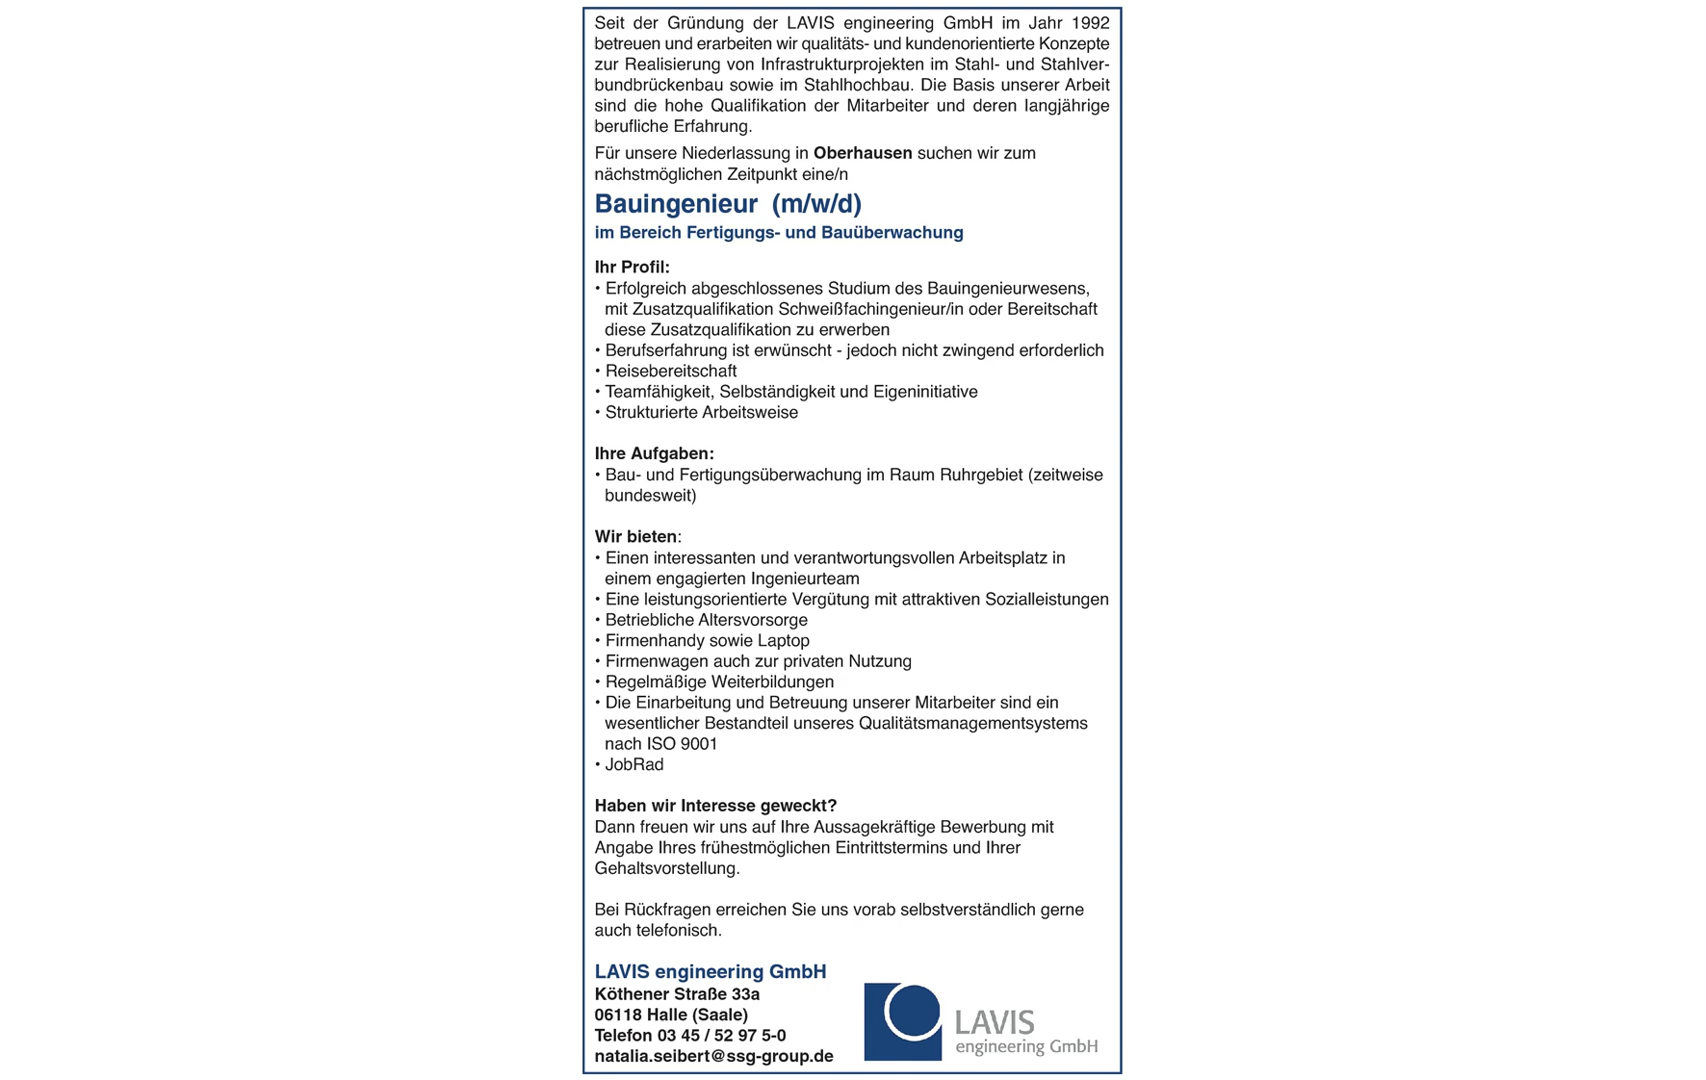 Seit der Gründung der LAVIS engineering GmbH im Jahr 1992
betreuen und erarbeiten wir qualitäts- und kundenorientierte Konzepte
zur Realisierung von Infrastrukturprojekten im Stahl- und Stahlver-
bundbrückenbau sowie im Stahlhochbau. Die Basis unserer Arbeit
sind die hohe Qualifikation der Mitarbeiter und deren langjährige
berufliche Erfahrung.
Für unsere Niederlassung in Oberhausen suchen wir zum
nächstmöglichen Zeitpunkt eine/n
Bauingenieur (m/w/d)
im Bereich Fertigungs- und Bauüberwachung
Ihr Profil:
• Erfolgreich abgeschlossenes Studium des Bauingenieurwesens,
mit Zusatzqualifikation Schweißfachingenieur/in oder Bereitschaft
diese Zusatzqualifikation zu erwerben
• Berufserfahrung ist erwünscht - jedoch nicht zwingend erforderlich
• Reisebereitschaft
• Teamfähigkeit, Selbständigkeit und Eigeninitiative
• Strukturierte Arbeitsweise
Ihre Aufgaben:
• Bau- und Fertigungsüberwachung im Raum Ruhrgebiet (zeitweise
bundesweit)
Wir bieten:
• Einen interessanten und verantwortungsvollen Arbeitsplatz in
einem engagierten Ingenieurteam
• Eine leistungsorientierte Vergütung mit attraktiven Sozialleistungen
• Betriebliche Altersvorsorge
• Firmenhandy sowie Laptop
• Firmenwagen auch zur privaten Nutzung
• Regelmäßige Weiterbildungen
• Die Einarbeitung und Betreuung unserer Mitarbeiter sind ein
wesentlicher Bestandteil unseres Qualitätsmanagementsystems
nach ISO 9001
• JobRad
Haben wir Interesse geweckt?
Dann freuen wir uns auf Ihre Aussagekräftige Bewerbung mit
Angabe Ihres frühestmöglichen Eintrittstermins und Ihrer
Gehaltsvorstellung.
Bei Rückfragen erreichen Sie uns vorab selbstverständlich gerne
auch telefonisch.
LAVIS engineering GmbH
Köthener Straße 33a
06118 Halle (Saale)
Telefon 03 45 / 52 97 5-0
natalia.seibert@ssg-group.de
LAVIS
engineering GmbH